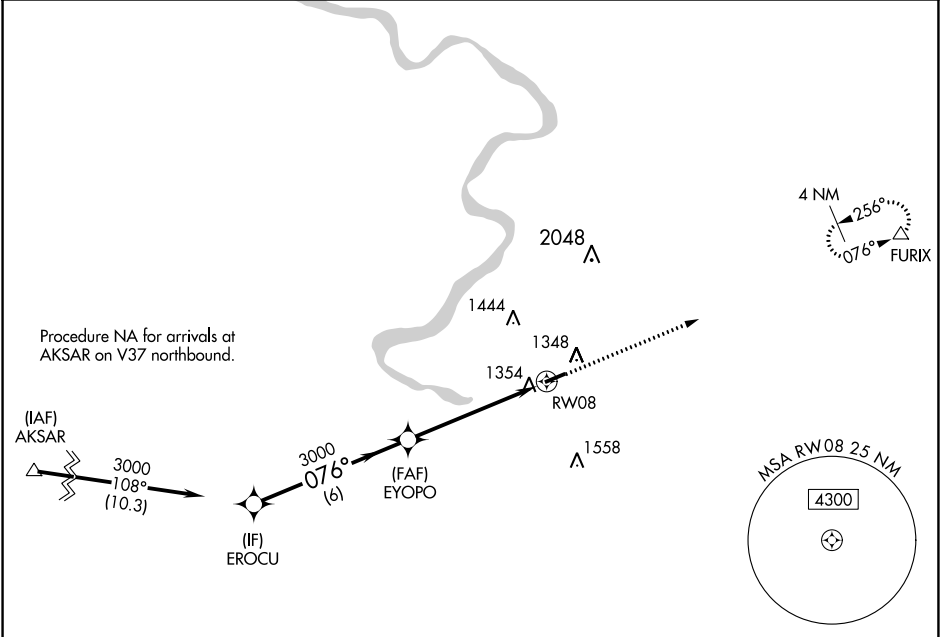 4 NM
256°
076°
FURIX
2048
1444
1348
1354
RW08
1558
Procedure NA for arrivals at
AKSAR on V37 northbound.
(IAF)
AKSAR
3000
108°
(10.3)
3000
076°
(6)
(FAF)
EYOPO
(IF)
EROCU
MSA RW08 25 NM
4300